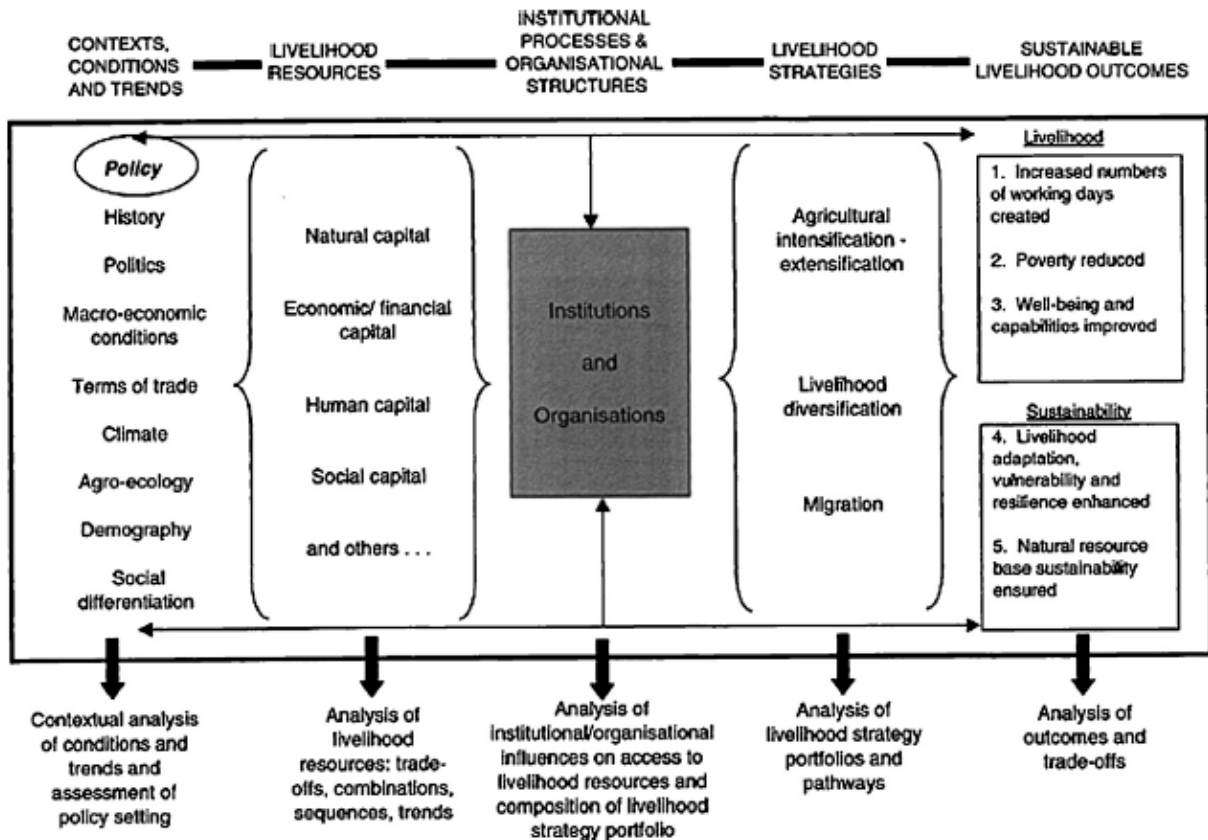 CONTEXTS,
CONDITIONS
AND TRENDS
LIVELIHOOD
RESOURCES
INSTITUTIONAL
PROCESSES &
ORGANISATIONAL
STRUCTURES
LIVELIHOOD
STRATEGIES
SUSTAINABLE
LIVELIHOOD OUTCOMES
Policy
History
Politics
Macro-economic
conditions
Terms of trade
Climate
Agro-ecology
Demography
Social
differentiation
Natural capital
Economic/ financial
capital
Human capital
Social capital
and others . . .
Institutions
and
Organisations
Agricultural
intensification -
extensification
Livelihood
diversification
Migration
Livelihood
1. Increased numbers
of working days
created
2. Poverty reduced
3. Well-being and
capabilities improved
Sustainability
4. Livelihood
adaptation,
vulnerability and
resilience enhanced
5. Natural resource
base sustainability
ensured
Contextual analysis
of conditions and
trends and
assessment of
policy setting
Analysis of
livelihood
resources: trade-
offs, combinations,
sequences, trends
Analysis of
institutional/organisational
influences on access to
livelihood resources and
composition of livelihood
strategy portfolio
Analysis of
livelihood strategy
portfolios and
pathways
Analysis of
outcomes and
trade-offs